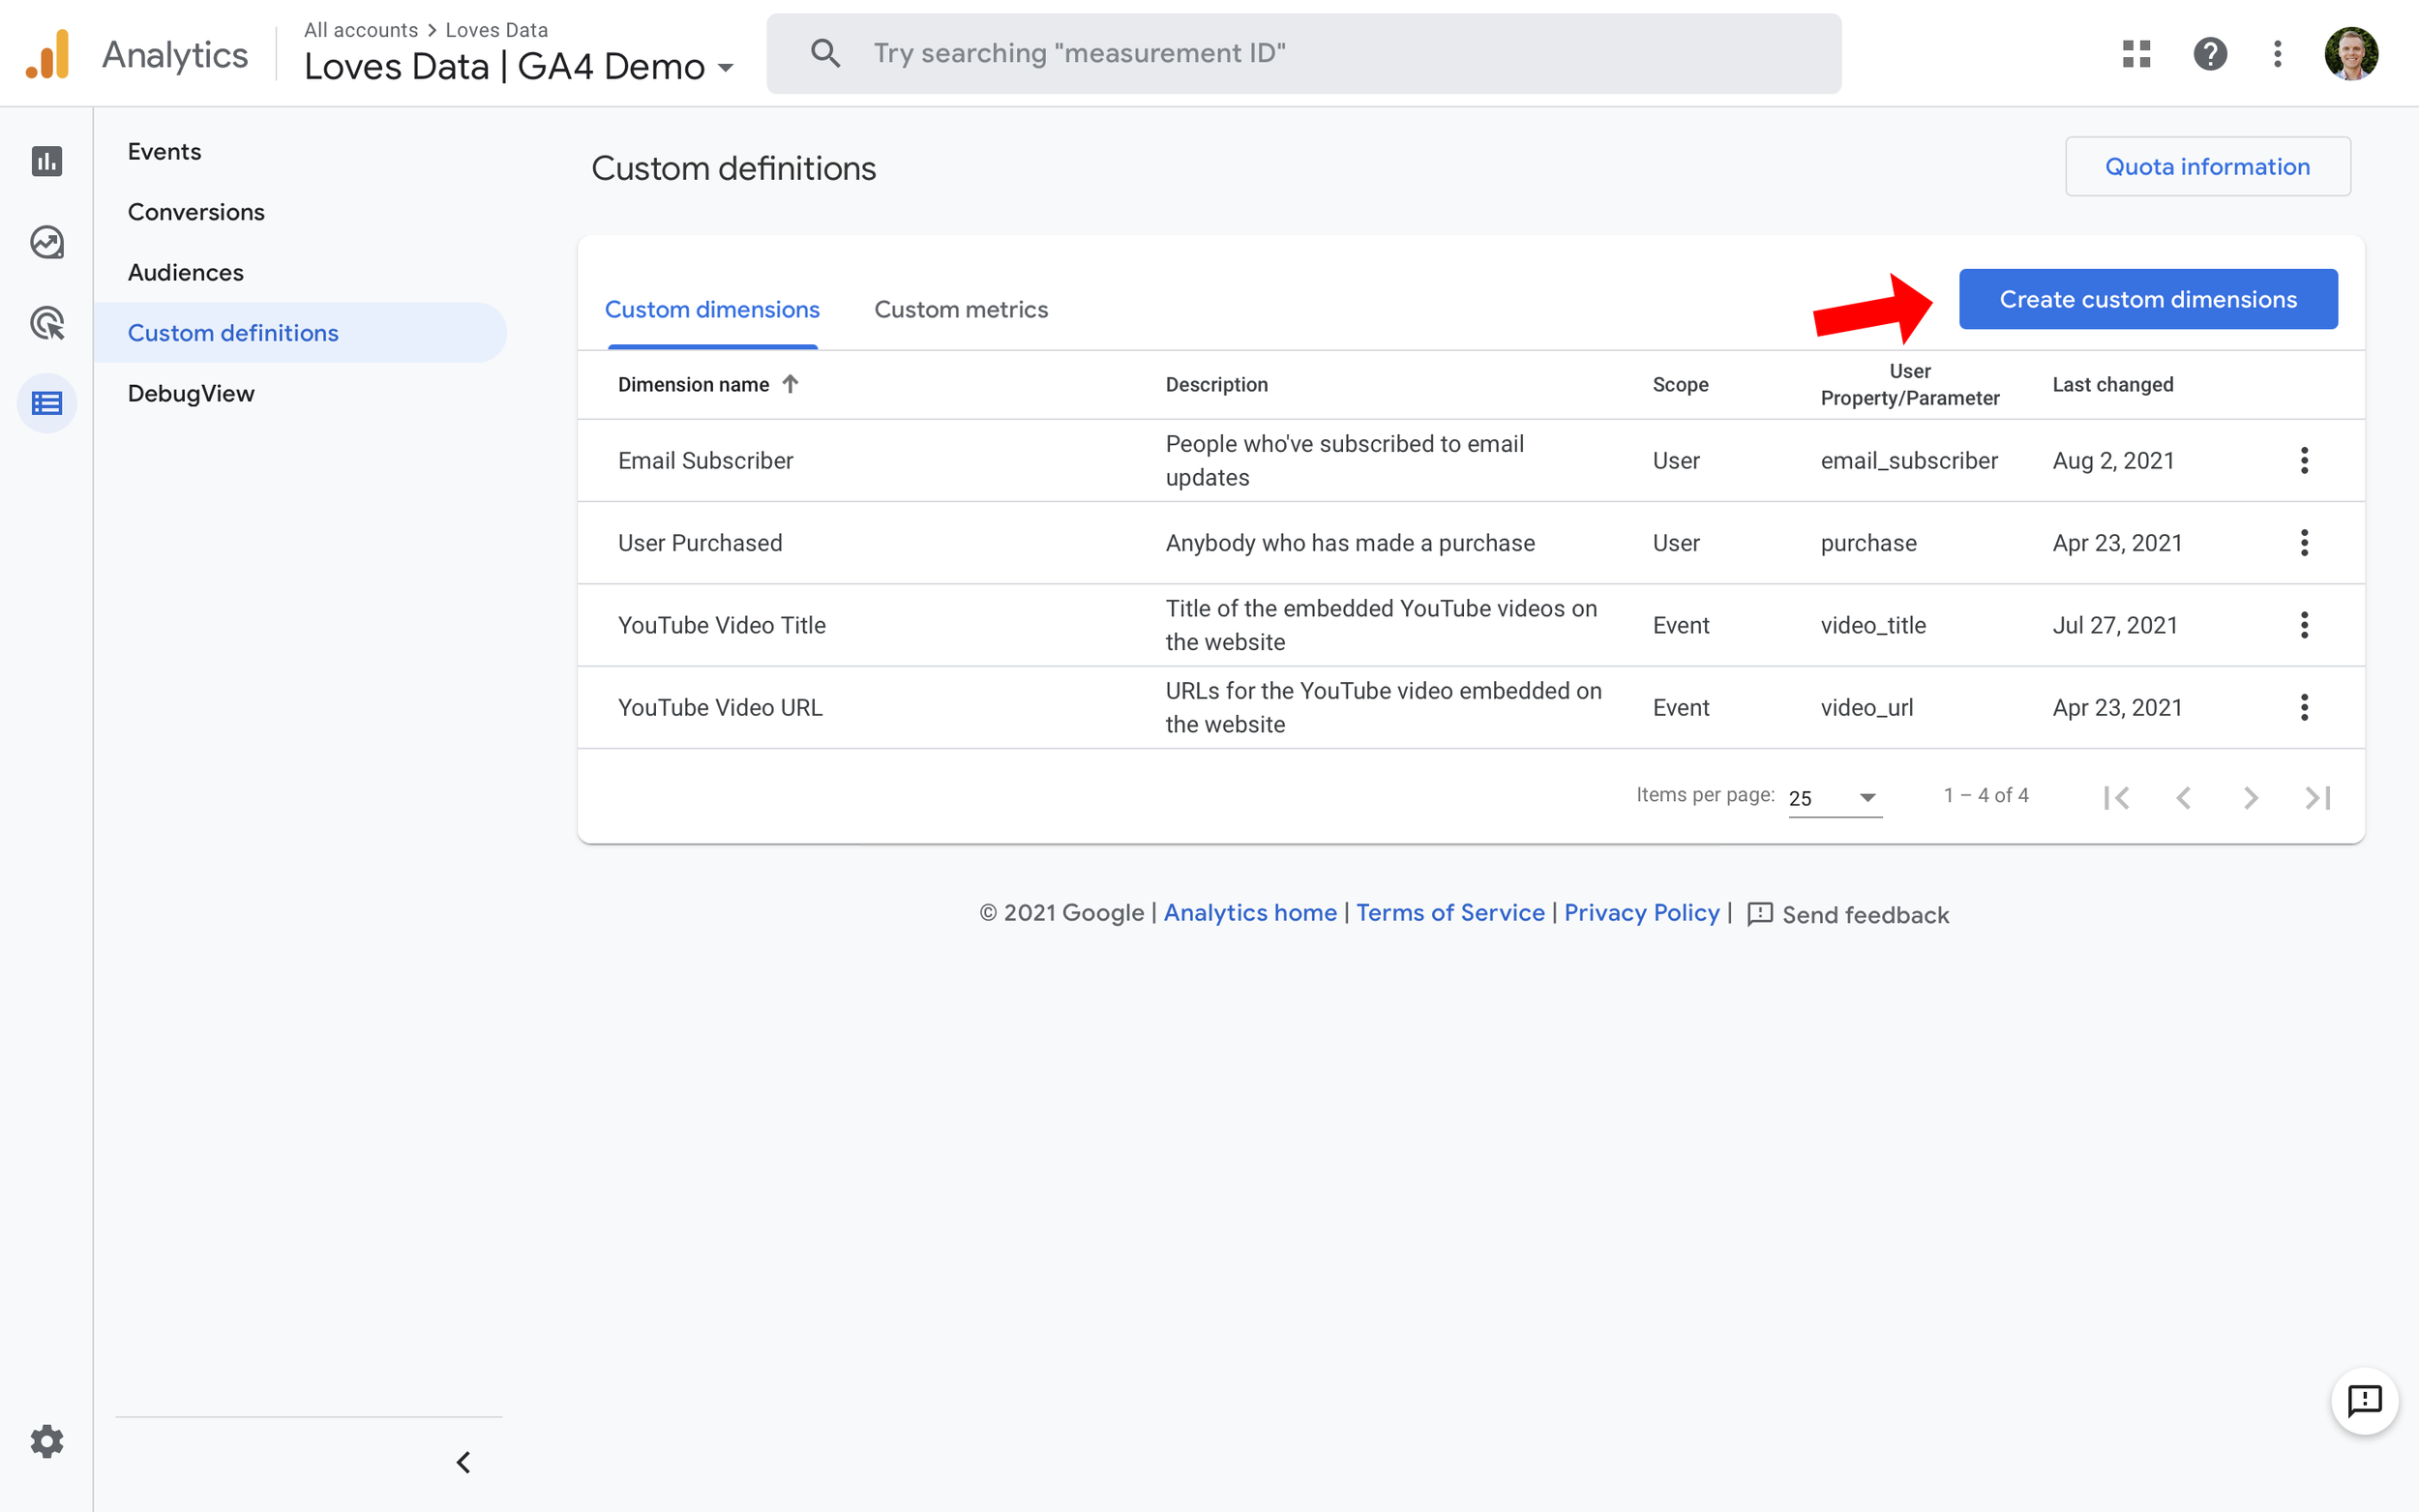 Analytics
All accounts > Loves Data
Loves Data | GA4 Demo
Try searching "measurement ID"
Events
Conversions
Audiences
Custom definitions
DebugView
Custom definitions
Quota information
Custom dimensions
Custom metrics
Create custom dimensions
Dimension name
Description
Scope
User
Property/Parameter
Last changed
Email Subscriber
People who've subscribed to email
updates
User
email_subscriber
Aug 2, 2021
User Purchased
Anybody who has made a purchase
User
purchase
Apr 23, 2021
YouTube Video Title
Title of the embedded YouTube videos on
the website
Event
video_title
Jul 27, 2021
YouTube Video URL
URLs for the YouTube video embedded on
the website
Event
video_url
Apr 23, 2021
Items per page: 25
1 – 4 of 4
© 2021 Google | Analytics home | Terms of Service | Privacy Policy | Send feedback